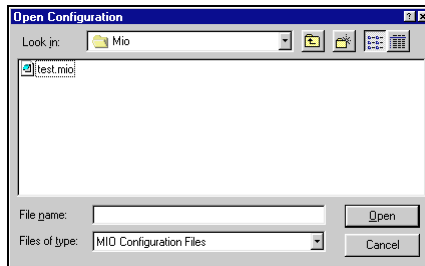 Open Configuration
Look in: Mio
test.mio
File name:
Open
Files of type: MIO Configuration Files
Cancel